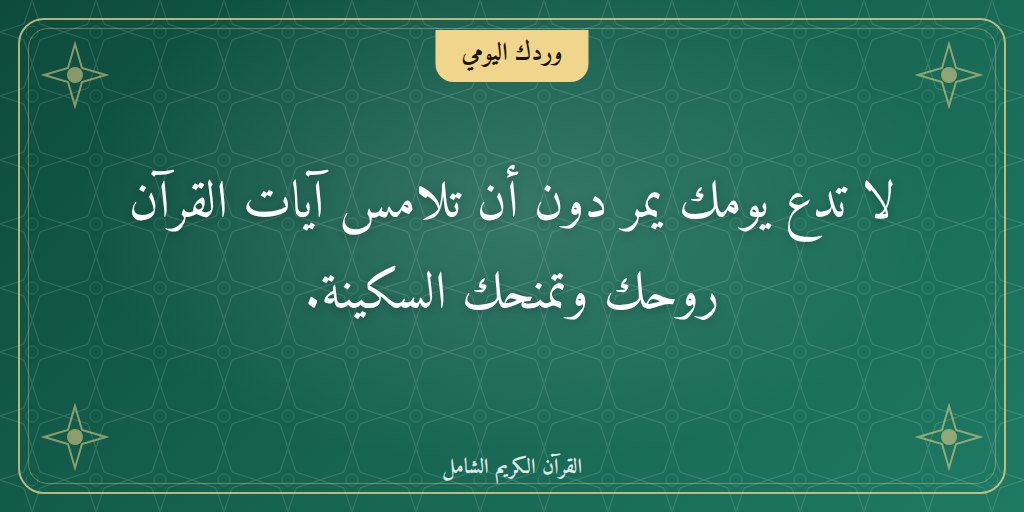 وردك اليومي
لا تدع يومك يمر دون أن تلامس آيات القرآن
روحك وتمنحك السكينة.
القرآن الكريم الشامل